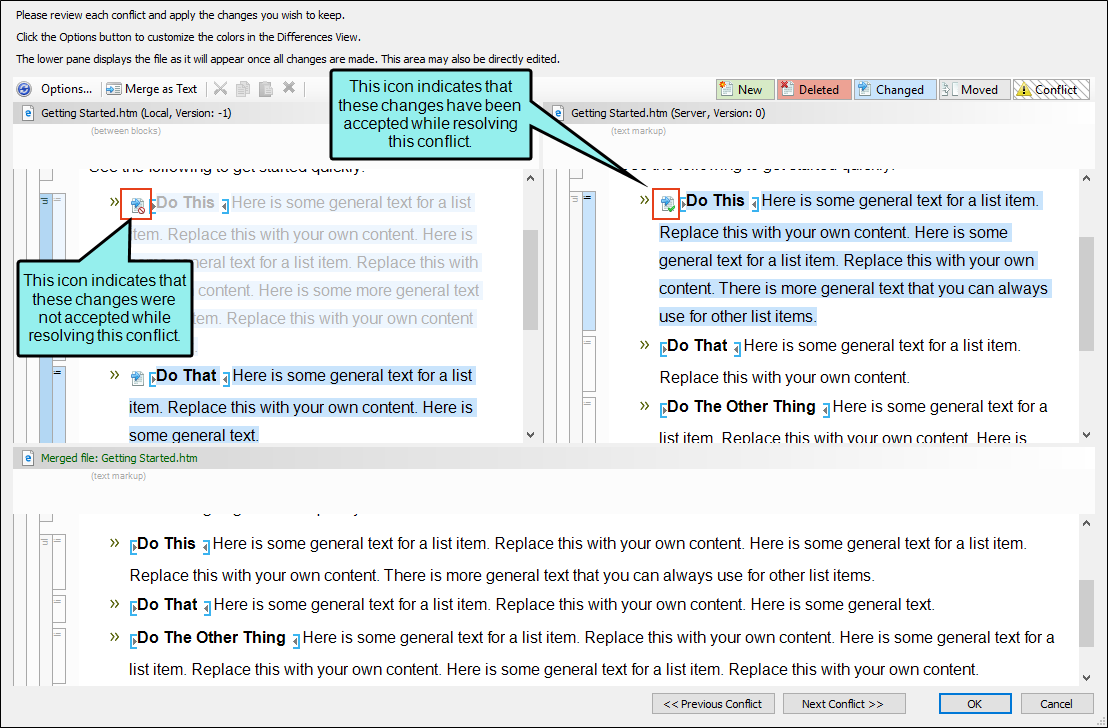 Please review each conflict and apply the changes you wish to keep.
Click the Options button to customize the colors in the Differences View.
The lower pane displays the file as it will appear once all changes are made. This area may also be directly edited.
Options... Merge as Text
New Deleted Changed Moved Conflict
This icon indicates that
these changes have been
accepted while resolving
this conflict.
Getting Started.htm (Local, Version: -1)
(between blocks)
See the following to get started quickly:
» Do This Here is some general text for a list
item. Replace this with your own content. Here is
general text for a list item. Replace this with
content. Here is some more general text
item. Replace this with your own content
This icon indicates that
these changes were
not accepted while
resolving this conflict.
» Do That Here is some general text for a list
item. Replace this with your own content. Here is
some general text.
Getting Started.htm (Server, Version: 0)
(text markup)
See the following to get started quickly:
» Do This Here is some general text for a list item.
Replace this with your own content. Here is some
general text for a list item. Replace this with your own
content. There is more general text that you can always
use for other list items.
» Do That Here is some general text for a list item.
Replace this with your own content.
» Do The Other Thing Here is some general text for a
list item. Replace this with your own content. Here is
Merged file: Getting Started.htm
(text markup)
» Do This Here is some general text for a list item. Replace this with your own content. Here is some general text for a list item.
Replace this with your own content. There is more general text that you can always use for other list items.
» Do That Here is some general text for a list item. Replace this with your own content. Here is some general text.
» Do The Other Thing Here is some general text for a list item. Replace this with your own content. Here is some general text for a
list item. Replace this with your own content. Here is some general text for a list item. Replace this with your own content.
<< Previous Conflict Next Conflict >> OK Cancel